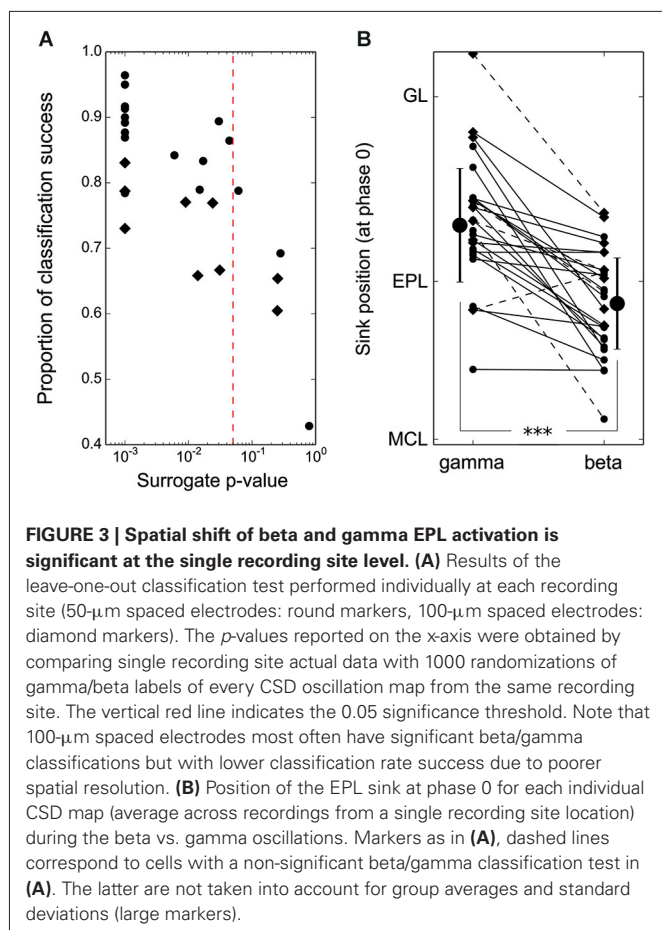 A
B
1.0
0.9
0.8
0.7
0.6
0.5
0.4
Proportion of classification success
10⁻³
10⁻²
10⁻¹
10⁰
Surrogate p-value
GL
EPL
MCL
Sink position (at phase 0)
***
gamma
beta
FIGURE 3 | Spatial shift of beta and gamma EPL activation is
significant at the single recording site level. (A) Results of the
leave-one-out classification test performed individually at each recording
site (50-μm spaced electrodes: round markers, 100-μm spaced electrodes:
diamond markers). The p-values reported on the x-axis were obtained by
comparing single recording site actual data with 1000 randomizations of
gamma/beta labels of every CSD oscillation map from the same recording
site. The vertical red line indicates the 0.05 significance threshold. Note that
100-μm spaced electrodes most often have significant beta/gamma
classifications but with lower classification rate success due to poorer
spatial resolution. (B) Position of the EPL sink at phase 0 for each individual
CSD map (average across recordings from a single recording site location)
during the beta vs. gamma oscillations. Markers as in (A), dashed lines
correspond to cells with a non-significant beta/gamma classification test in
(A). The latter are not taken into account for group averages and standard
deviations (large markers).